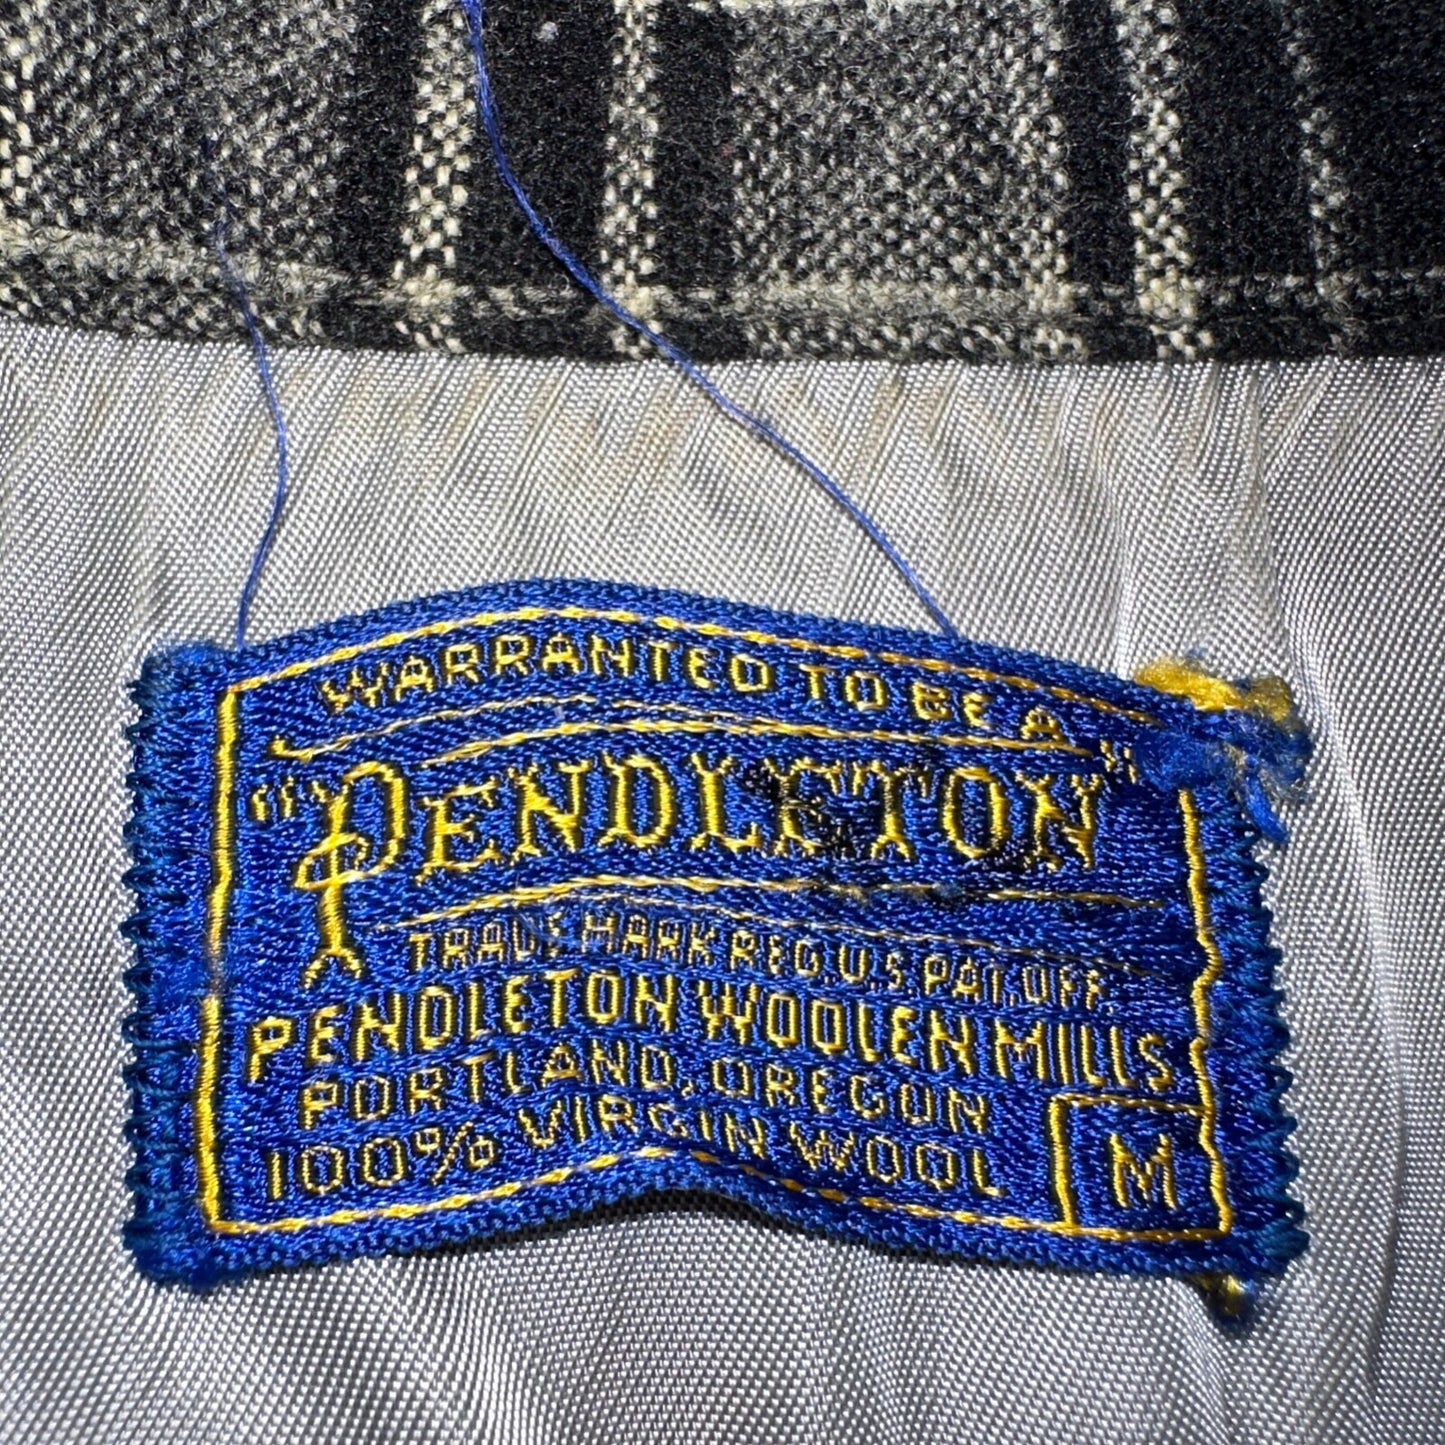 WARRANTED TO BE A
"PENDLETON"
TRADE MARK REG. U.S. PAT. OFF.
PENDLETON WOOLEN MILLS
PORTLAND, OREGON
100% VIRGIN WOOL
M